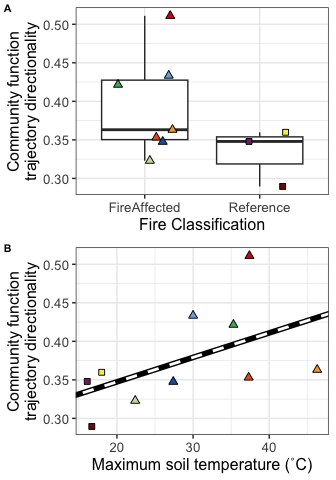 A
Community function
trajectory directionality
0.50
0.45
0.40
0.35
0.30
FireAffected Reference
Fire Classification
B
Community function
trajectory directionality
0.50
0.45
0.40
0.35
0.30
20 30 40
Maximum soil temperature (˚C)